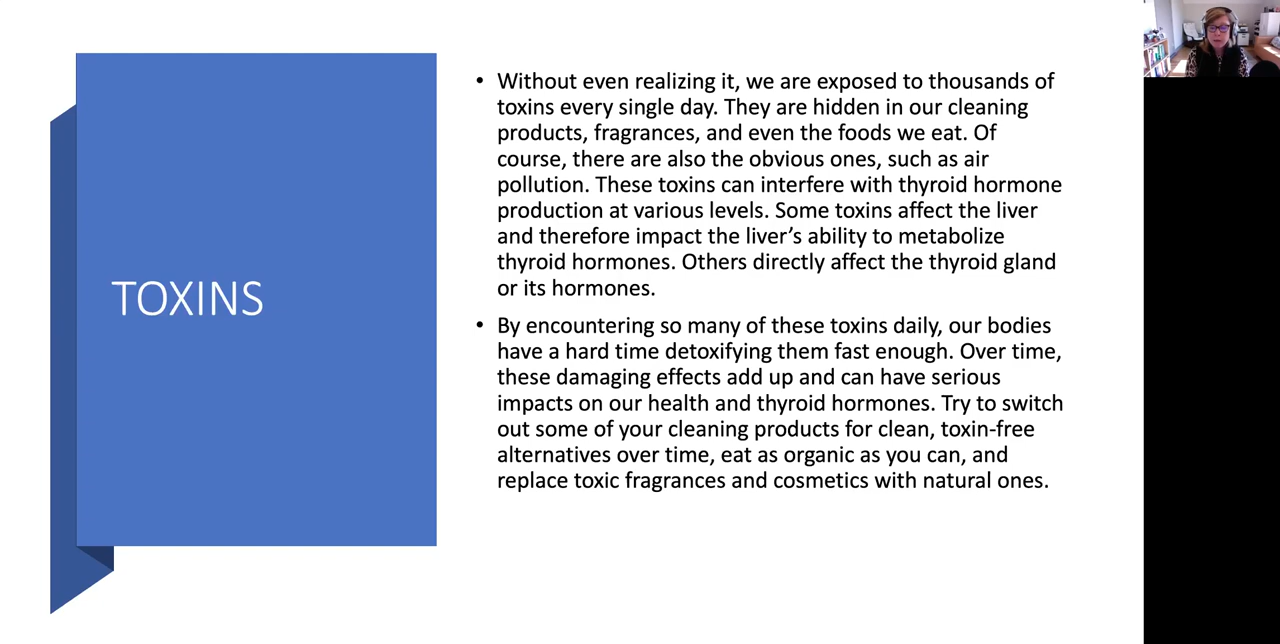 TOXINS
• Without even realizing it, we are exposed to thousands of
toxins every single day. They are hidden in our cleaning
products, fragrances, and even the foods we eat. Of
course, there are also the obvious ones, such as air
pollution. These toxins can interfere with thyroid hormone
production at various levels. Some toxins affect the liver
and therefore impact the liver’s ability to metabolize
thyroid hormones. Others directly affect the thyroid gland
or its hormones.
• By encountering so many of these toxins daily, our bodies
have a hard time detoxifying them fast enough. Over time,
these damaging effects add up and can have serious
impacts on our health and thyroid hormones. Try to switch
out some of your cleaning products for clean, toxin-free
alternatives over time, eat as organic as you can, and
replace toxic fragrances and cosmetics with natural ones.